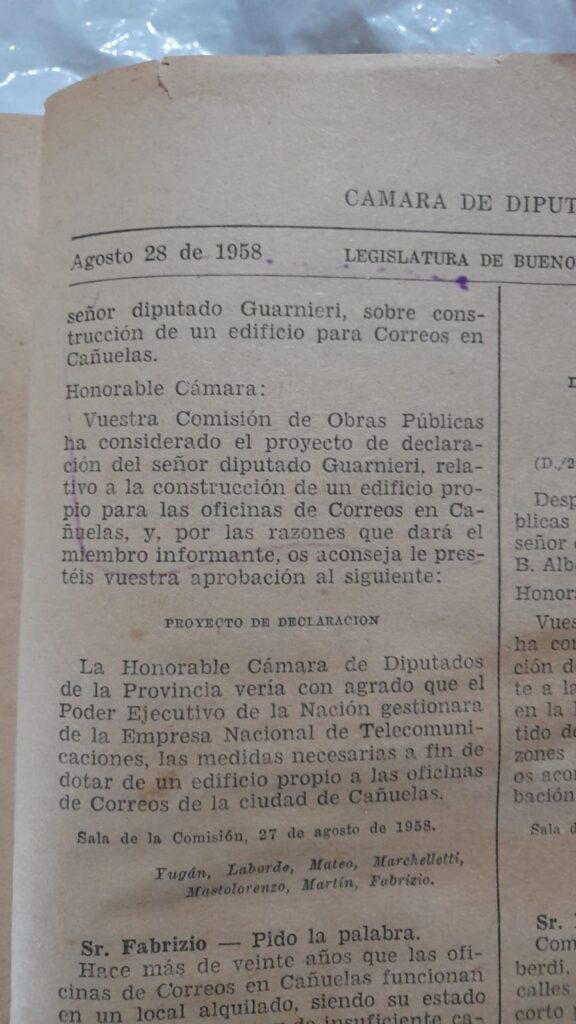 CAMARA DE DIPUT
Agosto 28 de 1958
LEGISLATURA DE BUENO
señor diputado Guarnieri, sobre cons-
trucción de un edificio para Correos en
Cañuelas.
Honorable Cámara:
Vuestra Comisión de Obras Públicas
ha considerado el proyecto de declara-
ción del señor diputado Guarnieri, rela-
tivo a la construcción de un edificio pro-
pio para las oficinas de Correos en Ca-
ñuelas, y, por las razones que dará el
miembro informante, os aconseja le pres-
téis vuestra aprobación al siguiente:
PROYECTO DE DECLARACION
La Honorable Cámara de Diputados
de la Provincia vería con agrado que el
Poder Ejecutivo de la Nación gestionara
de la Empresa Nacional de Telecomuni-
caciones, las medidas necesarias a fin de
dotar de un edificio propio a las oficinas
de Correos de la ciudad de Cañuelas.
Sala de la Comisión, 27 de agosto de 1958.
Yugán, Laborde, Mateo, Marchelletti,
Mastolorenzo, Martín, Fabrizio.
Sr. Fabrizio — Pido la palabra.
Hace más de veinte años que las ofi-
cinas de Correos en Cañuelas funcionan
en un local alquilado, siendo su estado
de insuficiente ca-
D
(D./2
Desp
blicas
señor
B. Alb
Honor
Vues
ha con
ción d
te a la
en la
tido de
zones
os acon
bación
Sala d
Sr.
Com
berdi,
calles
corto